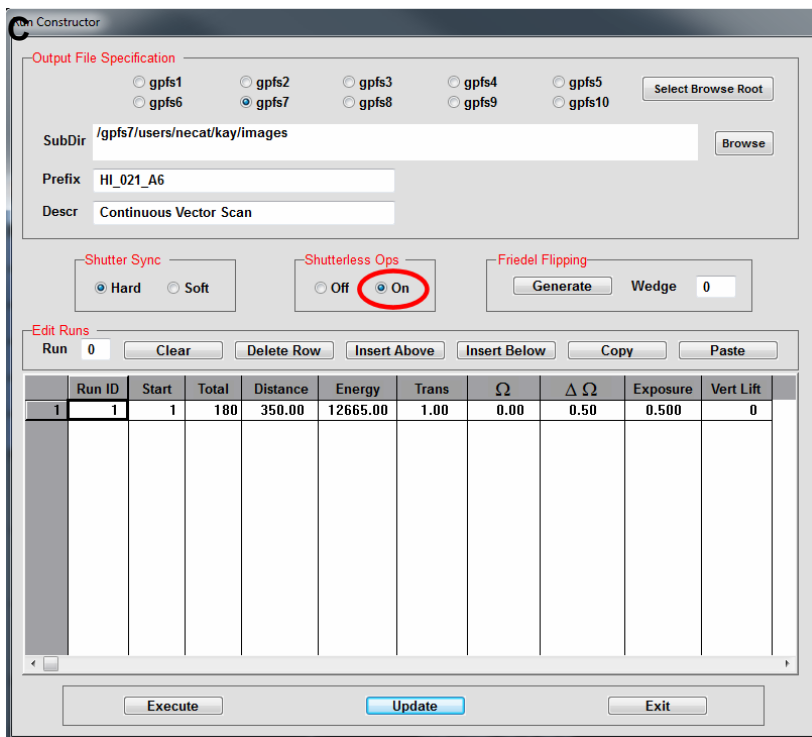 C
Run Constructor
Output File Specification
gpfs1 gpfs2 gpfs3 gpfs4 gpfs5 Select Browse Root
gpfs6 gpfs7 gpfs8 gpfs9 gpfs10
SubDir /gpfs7/users/necat/kay/images Browse
Prefix HI_021_A6
Descr Continuous Vector Scan
Shutter Sync Shutterless Ops Friedel Flipping
Hard Soft Off On Generate Wedge 0
Edit Runs
Run 0 Clear Delete Row Insert Above Insert Below Copy Paste
Run ID Start Total Distance Energy Trans Ω Δ Ω Exposure Vert Lift
1 1 1 180 350.00 12665.00 1.00 0.00 0.50 0.500 0
Execute Update Exit